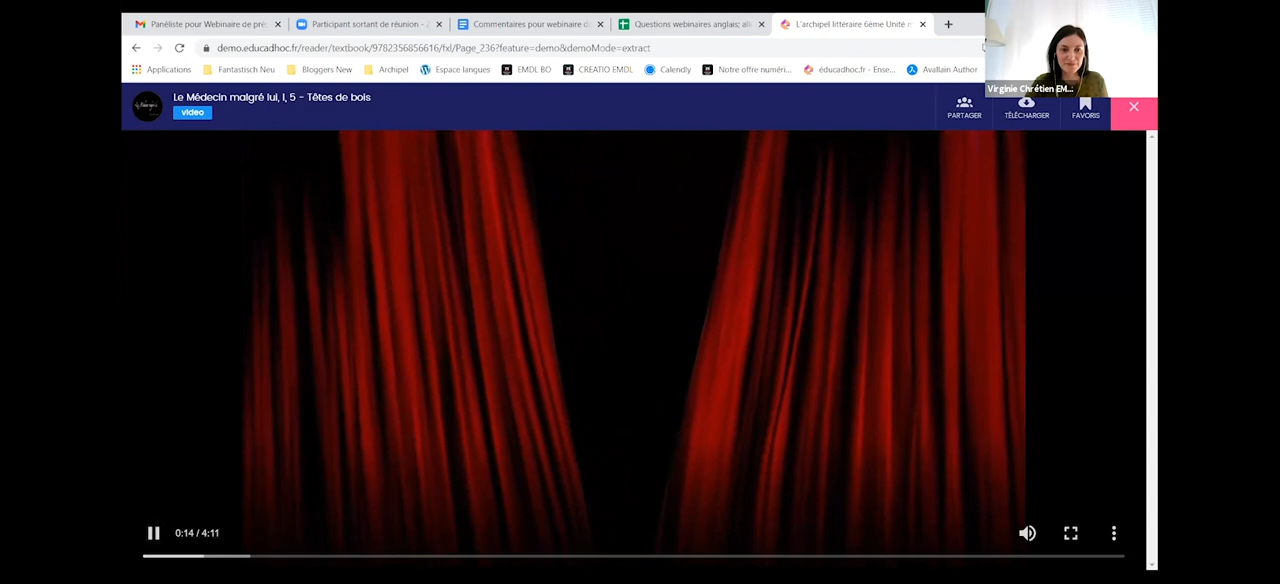 Panéliste pour Webinaire de pré
Participant sortant de réunion - Z
Commentaires pour webinaire d
Questions webinaires anglais; all
L'archipel littéraire 6ème Unité
demo.educadhoc.fr/reader/textbook/9782356856616/fxl/Page_236?feature=demo&demoMode=extract
Applications
Fantastisch Neu
Bloggers New
Archipel
Espace langues
EMDL BO
CREATIO EMDL
Calendly
Notre offre numéri...
éducadhoc.fr - Ense...
Avallain Author
Virginie Chrétien EM...
Le Médecin malgré lui, I, 5 - Têtes de bois
video
PARTAGER
TÉLÉCHARGER
FAVORIS
0:14 / 4:11